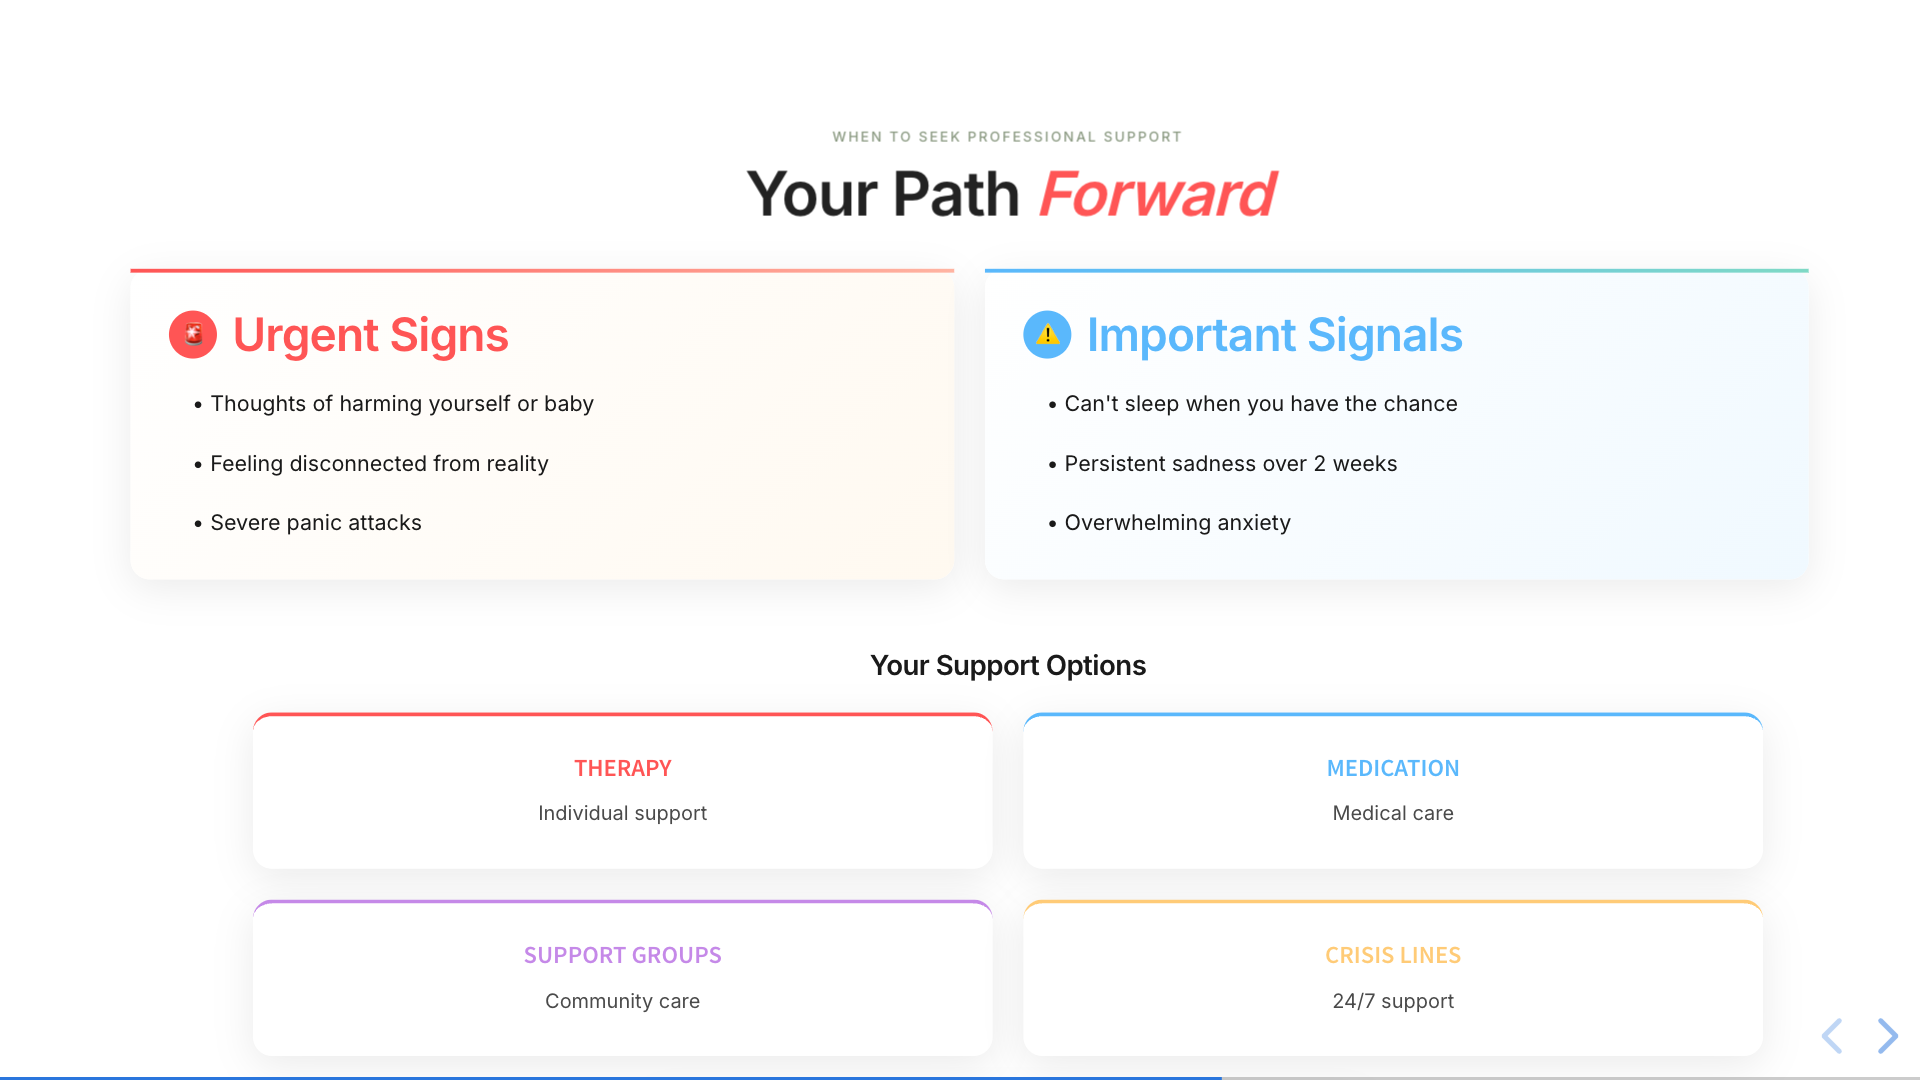 WHEN TO SEEK PROFESSIONAL SUPPORT
Your Path Forward
Urgent Signs
• Thoughts of harming yourself or baby
• Feeling disconnected from reality
• Severe panic attacks
Important Signals
• Can't sleep when you have the chance
• Persistent sadness over 2 weeks
• Overwhelming anxiety
Your Support Options
THERAPY
Individual support
MEDICATION
Medical care
SUPPORT GROUPS
Community care
CRISIS LINES
24/7 support